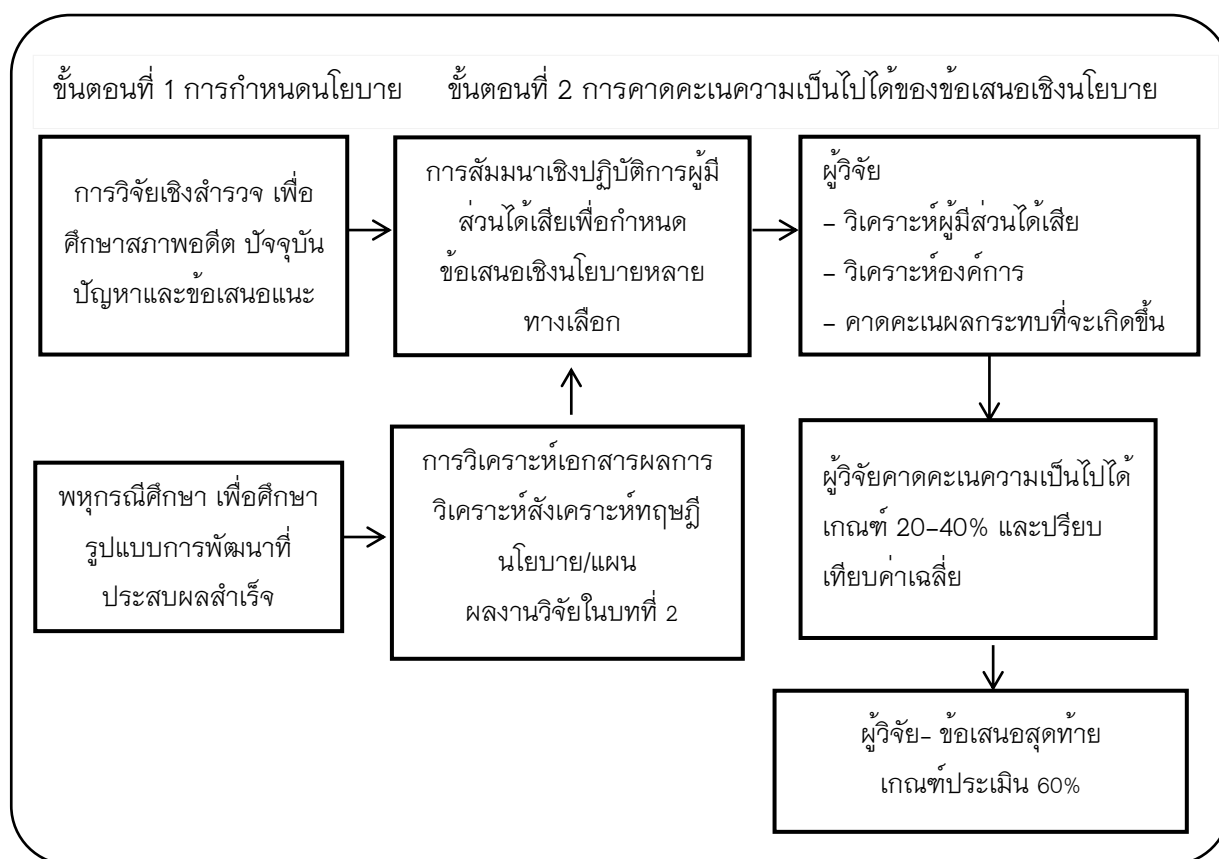 ขั้นตอนที่ 1 การกำหนดนโยบาย ขั้นตอนที่ 2 การคาดคะเนความเป็นไปได้ของข้อเสนอเชิงนโยบาย
การวิจัยเชิงสำรวจ เพื่อ
ศึกษาสภาพอดีต ปัจจุบัน
ปัญหาและข้อเสนอแนะ
การสัมมนาเชิงปฏิบัติการผู้มี
ส่วนได้เสียเพื่อกำหนด
ข้อเสนอเชิงนโยบายหลาย
ทางเลือก
ผู้วิจัย
- วิเคราะห์ผู้มีส่วนได้เสีย
- วิเคราะห์องค์การ
- คาดคะเนผลกระทบที่จะเกิดขึ้น
พหุกรณีศึกษา เพื่อศึกษา
รูปแบบการพัฒนาที่
ประสบผลสำเร็จ
การวิเคราะห์เอกสารผลการ
วิเคราะห์สังเคราะห์ทฤษฎี
นโยบาย/แผน
ผลงานวิจัยในบทที่ 2
ผู้วิจัยคาดคะเนความเป็นไปได้
เกณฑ์ 20-40% และปรียบ
เทียบค่าเฉลี่ย
ผู้วิจัย- ข้อเสนอสุดท้าย
เกณฑ์ประเมิน 60%